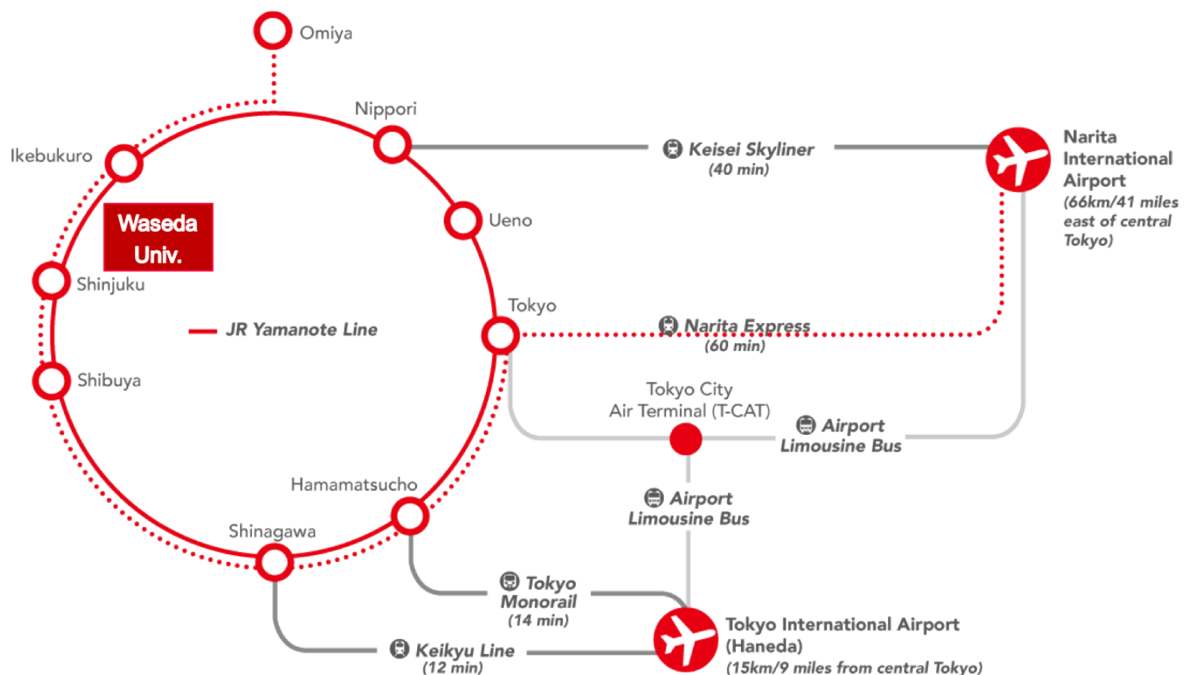 Omiya
Nippori
Ikebukuro
Keisei Skyliner
(40 min)
Narita
International
Airport
(66km/41 miles
east of central
Tokyo)
Waseda
Univ.
Ueno
Shinjuku
Tokyo
JR Yamanote Line
Narita Express
(60 min)
Shibuya
Tokyo City
Air Terminal (T-CAT)
Airport
Limousine Bus
Hamamatsucho
Airport
Limousine Bus
Shinagawa
Tokyo
Monorail
(14 min)
Tokyo International Airport
(Haneda)
(15km/9 miles from central Tokyo)
Keikyu Line
(12 min)